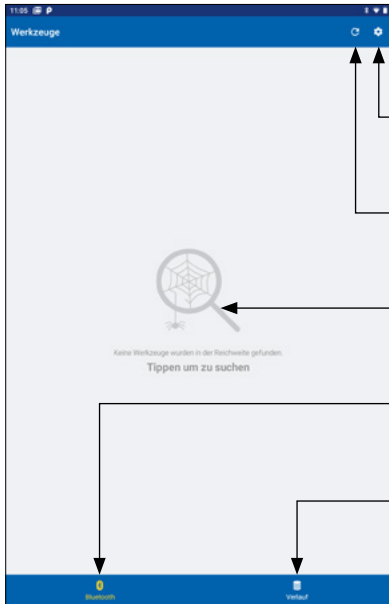 11:05
Werkzeuge
Keine Werkzeuge wurden in der Reichweite gefunden.
Tippen um zu suchen
Bluetooth
Verlauf